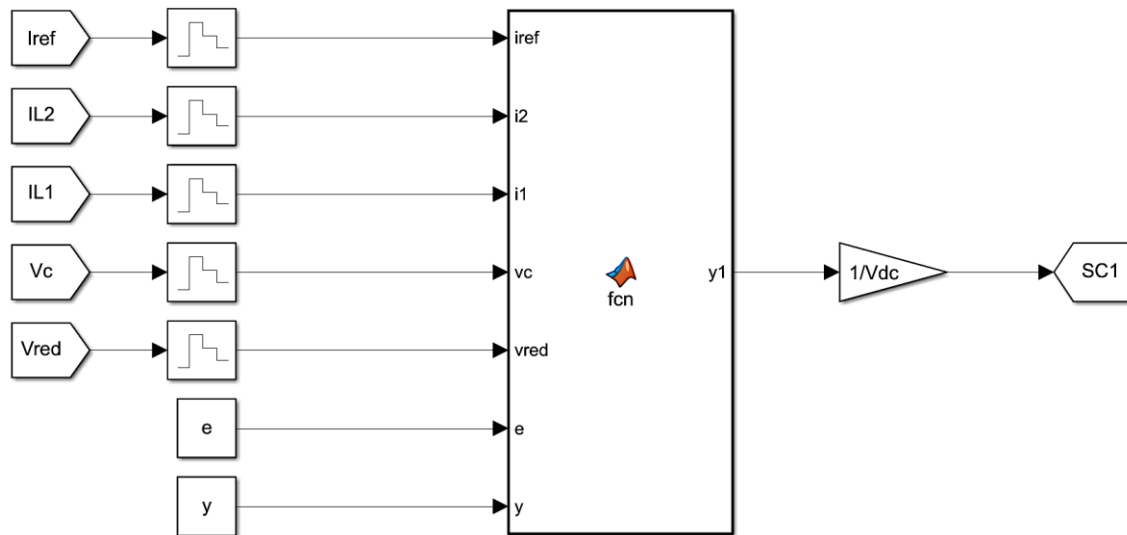 Iref
iref
IL2
i2
IL1
i1
Vc
vc
fcn
y1
1/Vdc
SC1
Vred
vred
e
e
y
y